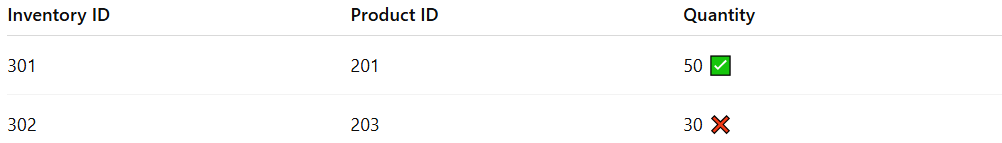 Inventory ID Product ID Quantity
301 201 50 ✅
302 203 30 ❌